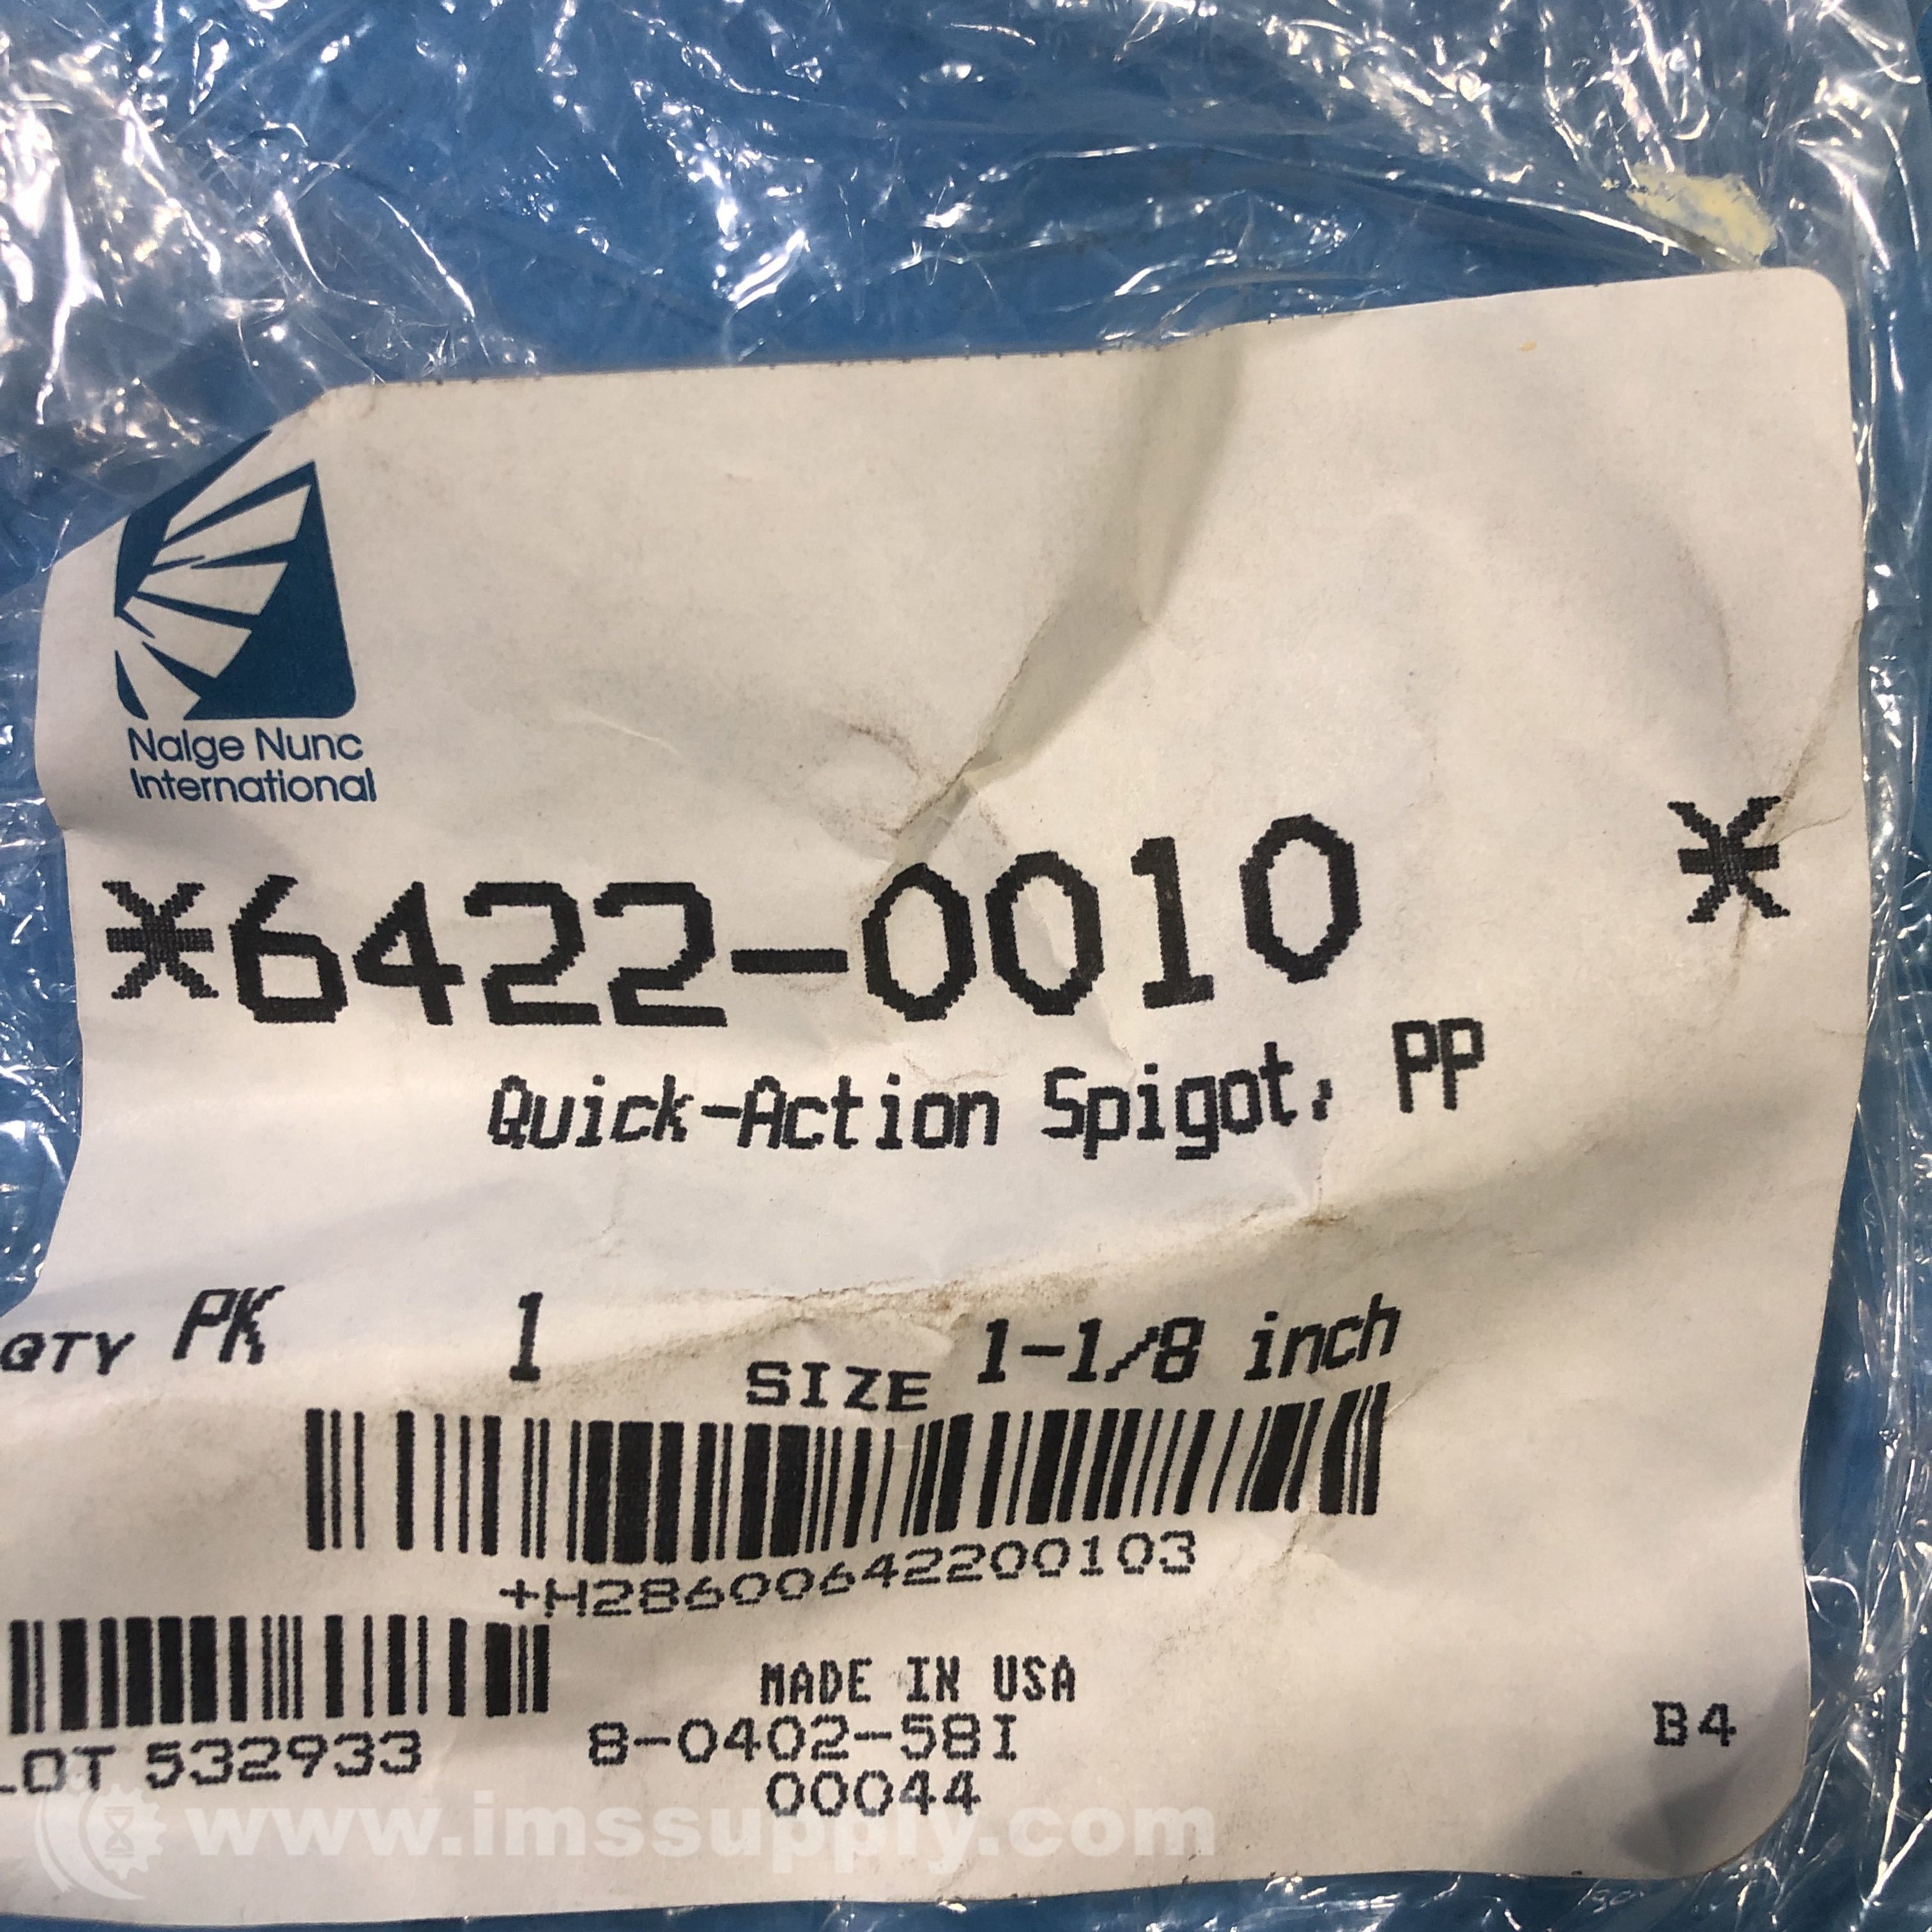 Nalge Nunc
International
*6422-0010 *
Quick-Action Spigot, PP
QTY PK 1 SIZE 1-1/8 inch
+H286006422200103
MADE IN USA
LOT 532933 8-0402-58I B4
00044
www.imssupply.com